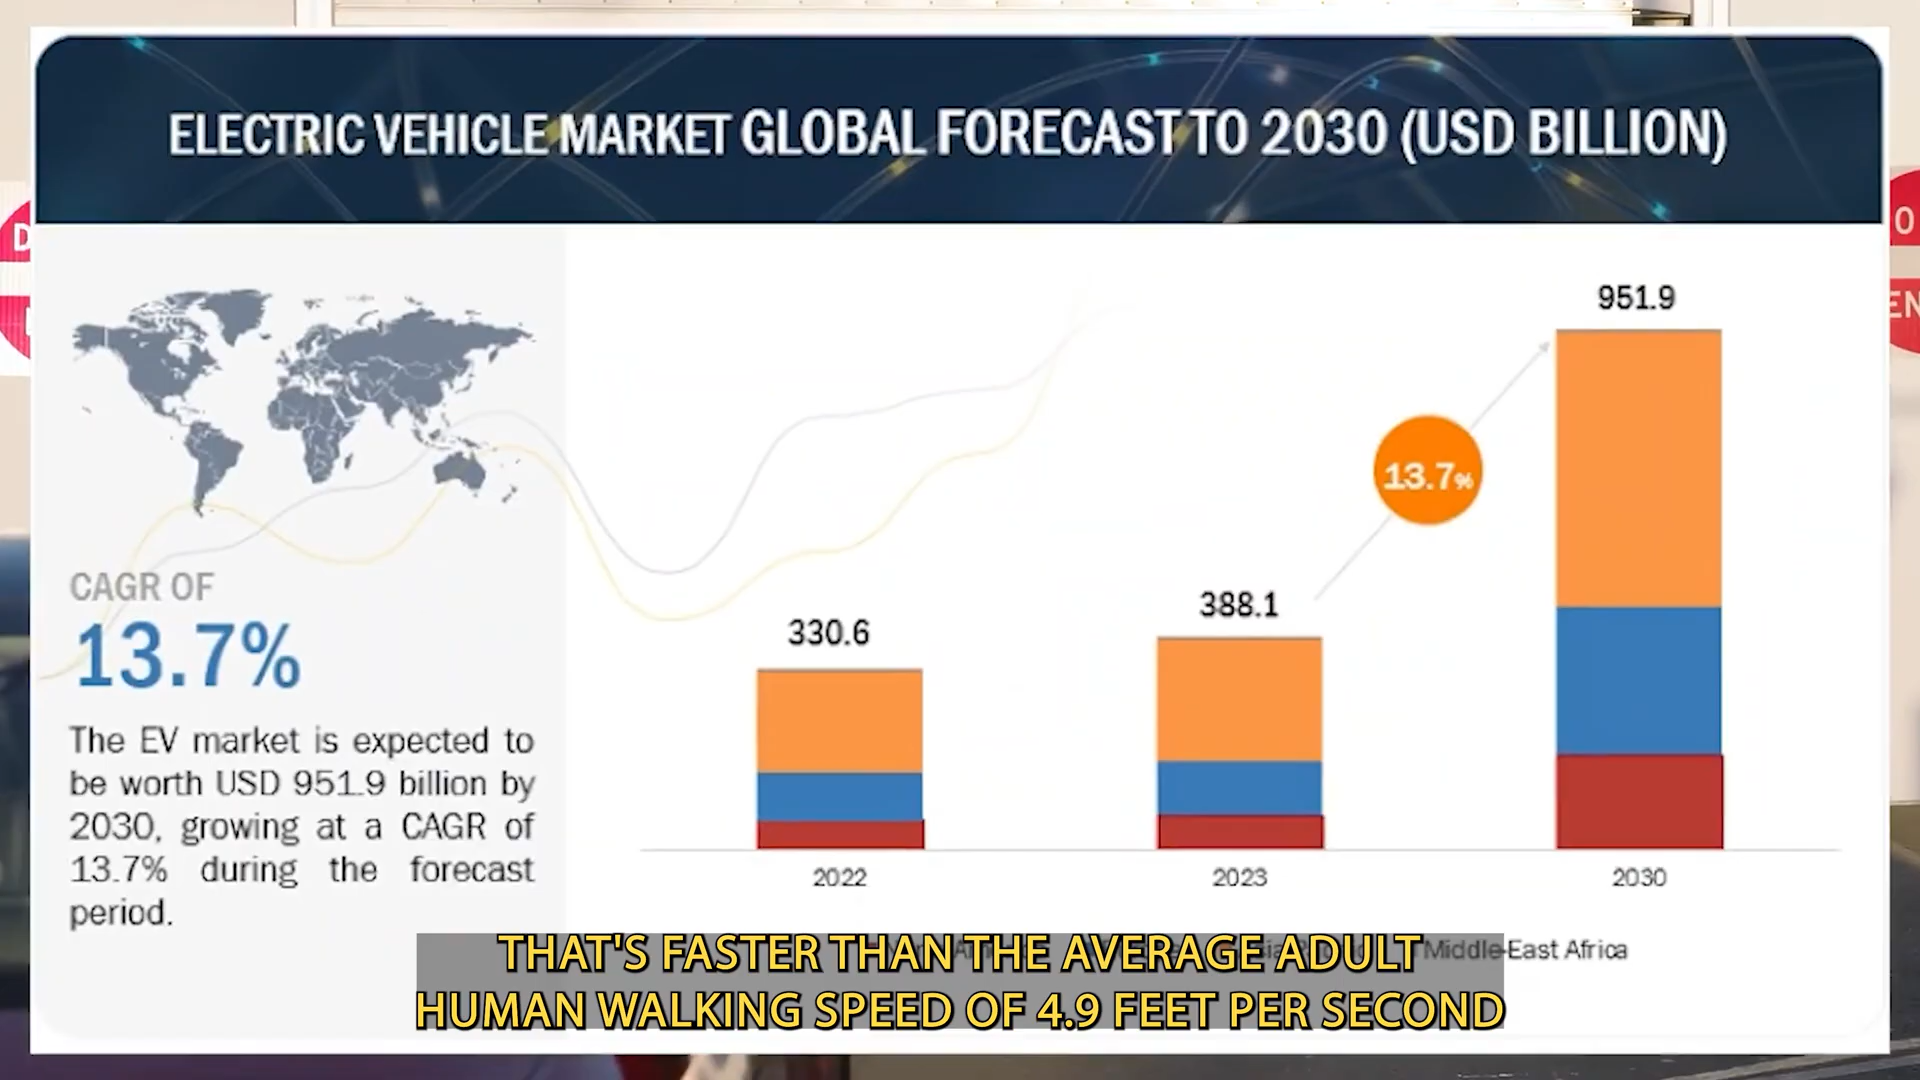 ELECTRIC VEHICLE MARKET GLOBAL FORECAST TO 2030 (USD BILLION)
951.9
13.7%
388.1
330.6
CAGR OF
13.7%
The EV market is expected to
be worth USD 951.9 billion by
2030, growing at a CAGR of
13.7% during the forecast
period.
2022
2023
2030
Middle-East Africa
THAT'S FASTER THAN THE AVERAGE ADULT
HUMAN WALKING SPEED OF 4.9 FEET PER SECOND